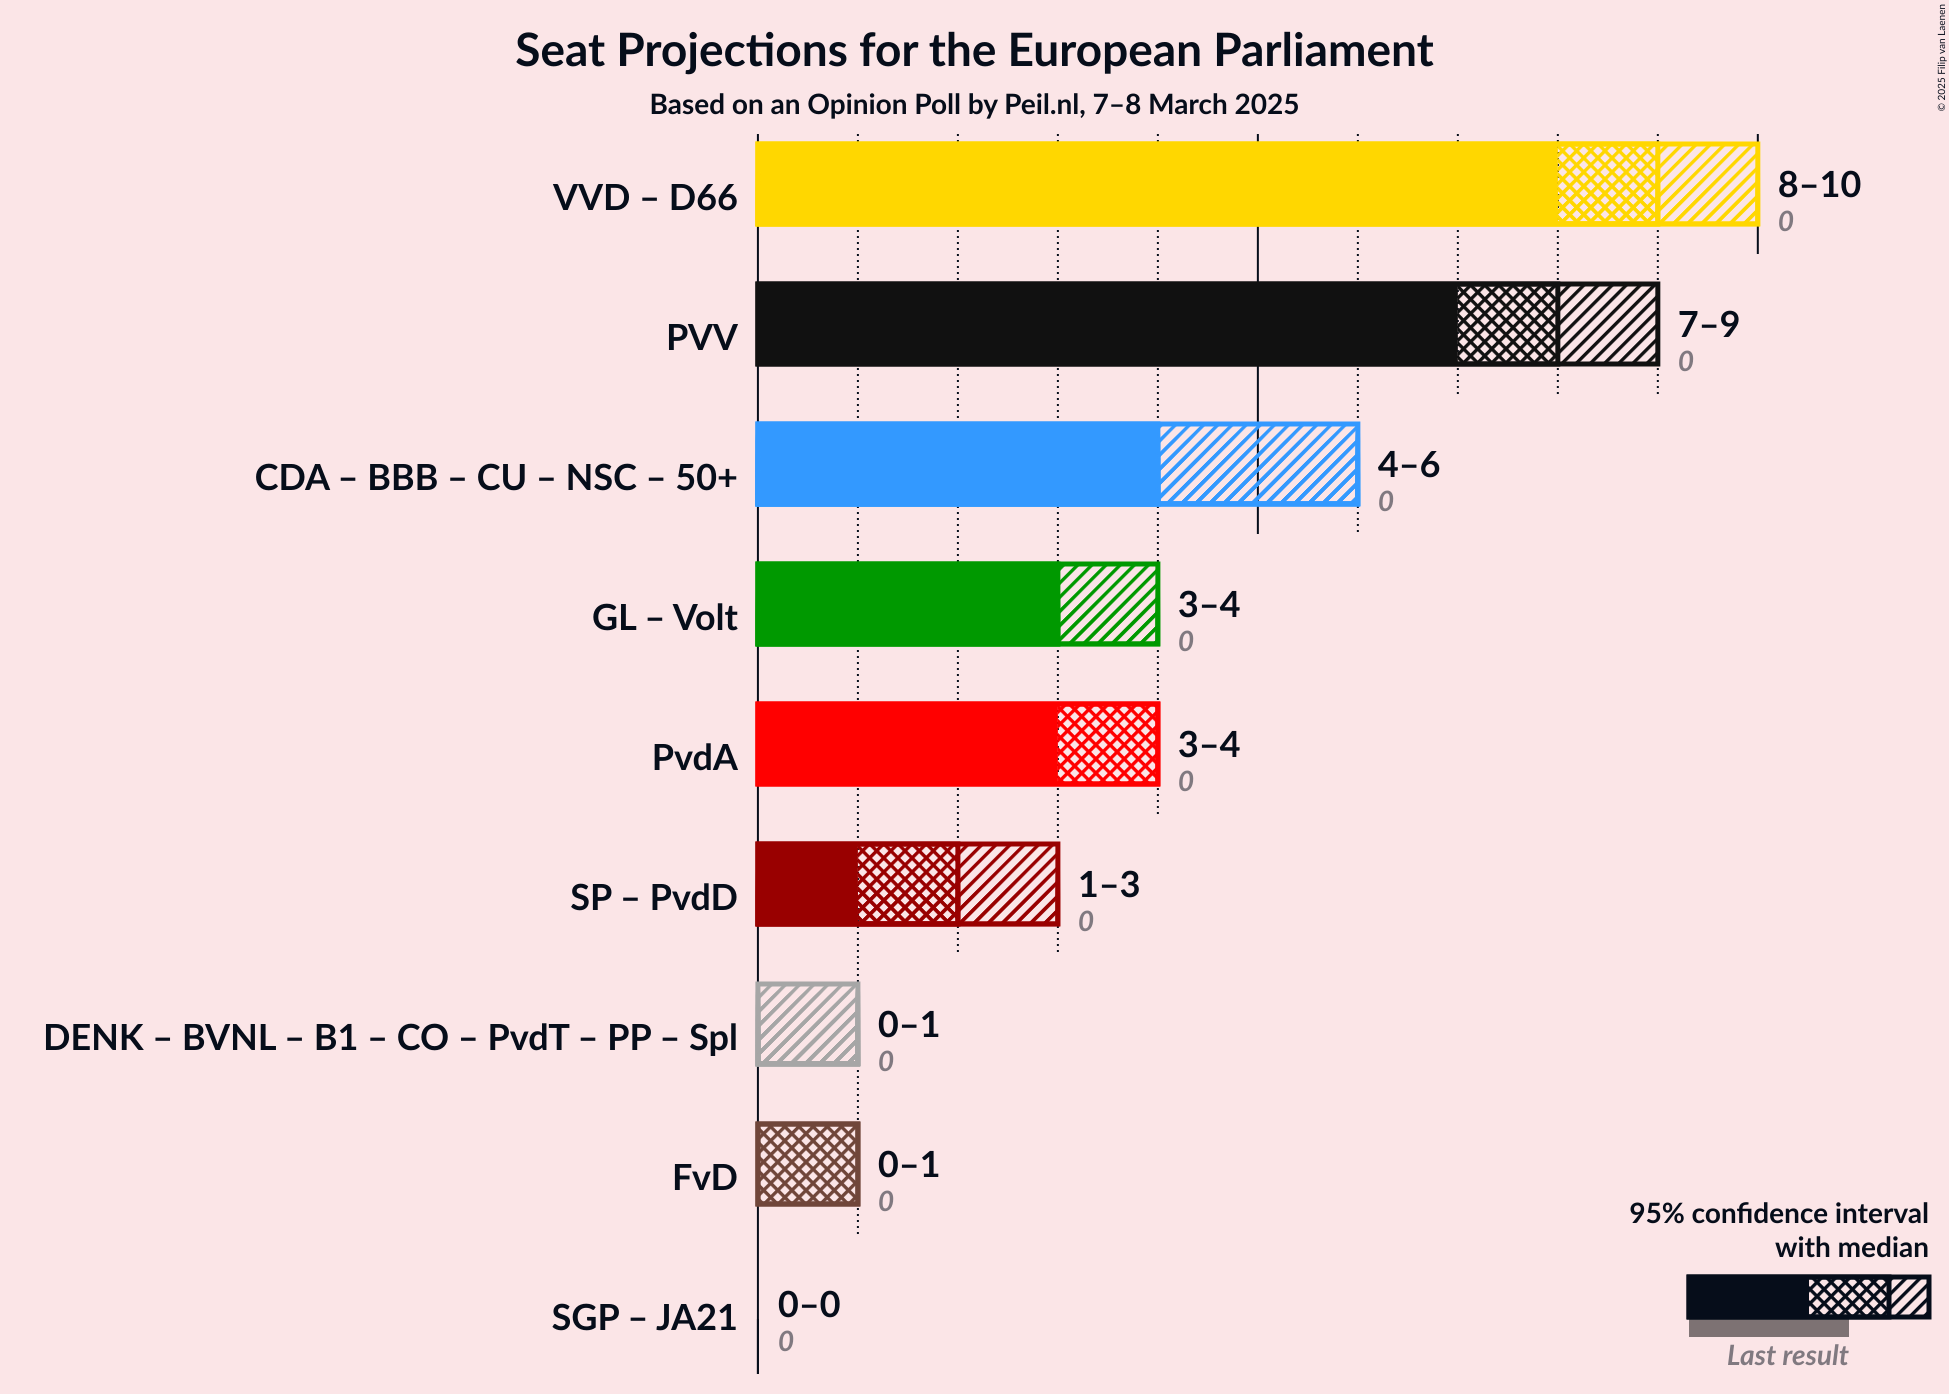 Seat Projections for the European Parliament
Based on an Opinion Poll by Peil.nl, 7–8 March 2025
© 2025 Filip van Laenen
VVD – D66
8–10
0
PVV
7–9
0
CDA – BBB – CU – NSC – 50+
4–6
0
GL – Volt
3–4
0
PvdA
3–4
0
SP – PvdD
1–3
0
DENK – BVNL – B1 – CO – PvdT – PP – Spl
0–1
0
FvD
0–1
0
SGP – JA21
0–0
0
95% confidence interval
with median
Last result